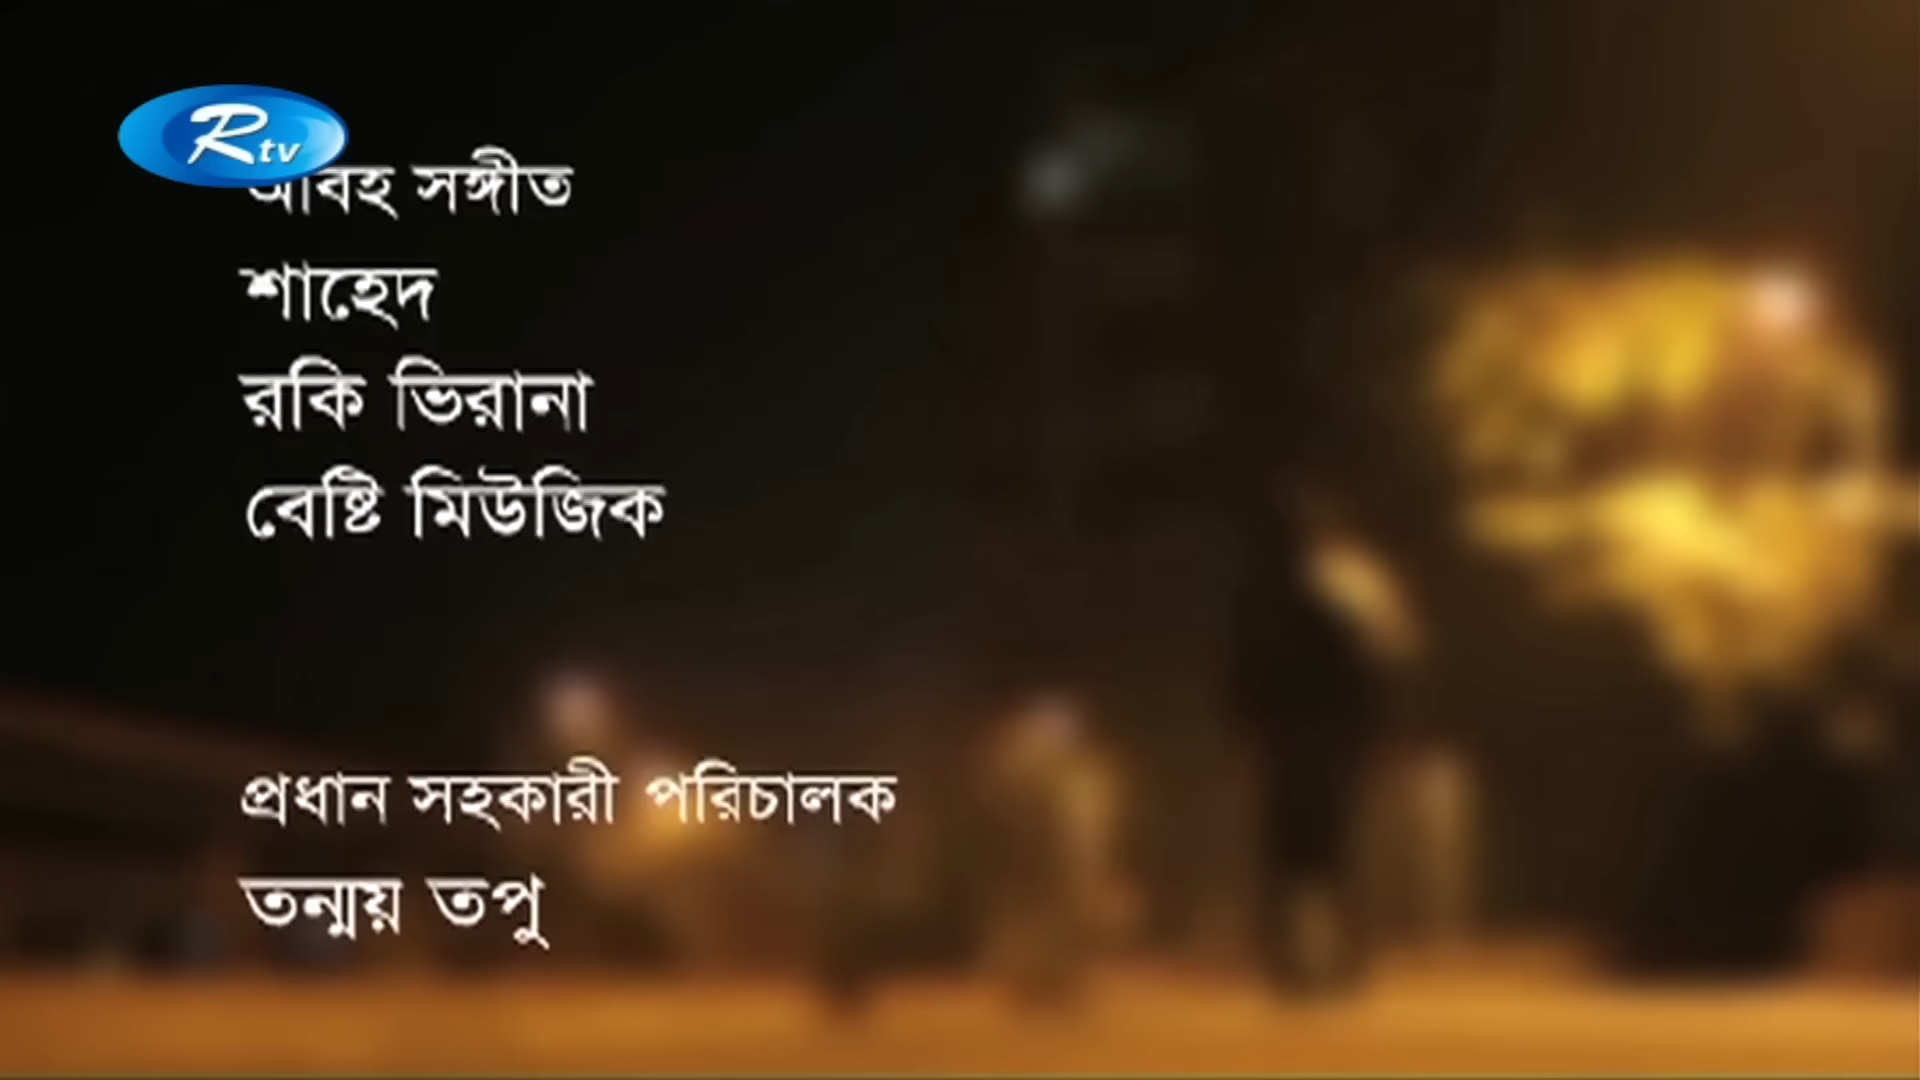 Rtv
আবহ সঙ্গীত
শাহেদ
রকি ভিরানা
বেষ্টি মিউজিক
প্রধান সহকারী পরিচালক
তন্ময় তপু